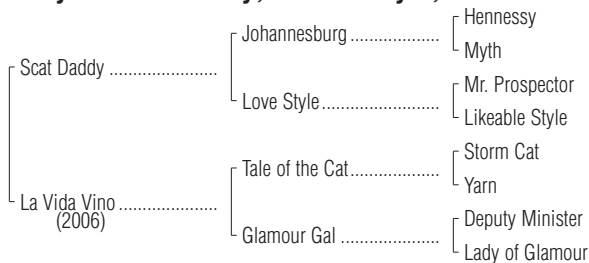 Hennessy
Johannesburg ...................
Myth
Scat Daddy ......................
Mr. Prospector
Love Style.........................
Likeable Style
Storm Cat
Tale of the Cat...................
Yarn
La Vida Vino ....................
(2006)
Deputy Minister
Glamour Gal .....................
Lady of Glamour